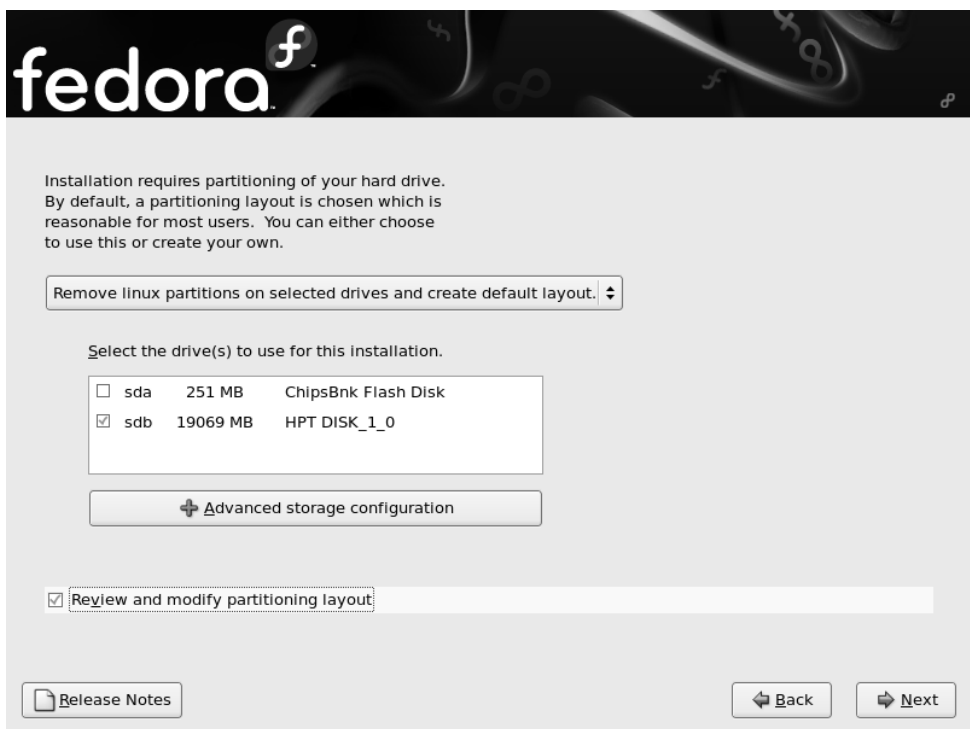 fedora
Installation requires partitioning of your hard drive.
By default, a partitioning layout is chosen which is
reasonable for most users.  You can either choose
to use this or create your own.
Remove linux partitions on selected drives and create default layout.
Select the drive(s) to use for this installation.
sda 251 MB ChipsBnk Flash Disk
sdb 19069 MB HPT DISK_1_0
Advanced storage configuration
Review and modify partitioning layout
Release Notes
Back
Next